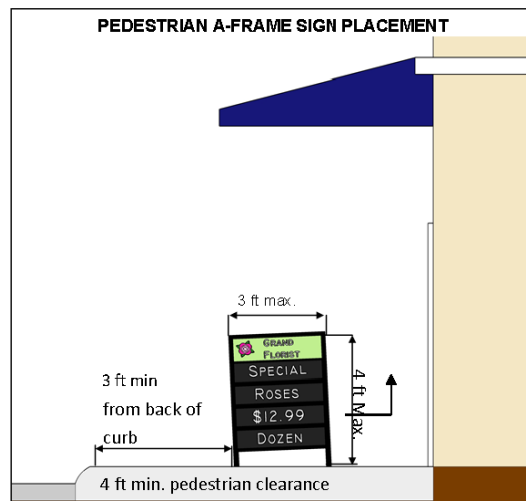 PEDESTRIAN A-FRAME SIGN PLACEMENT
3 ft max.
GRAND
FLORIST
SPECIAL
ROSES
$12.99
DOZEN
4 ft Max.
3 ft min
from back of
curb
4 ft min. pedestrian clearance